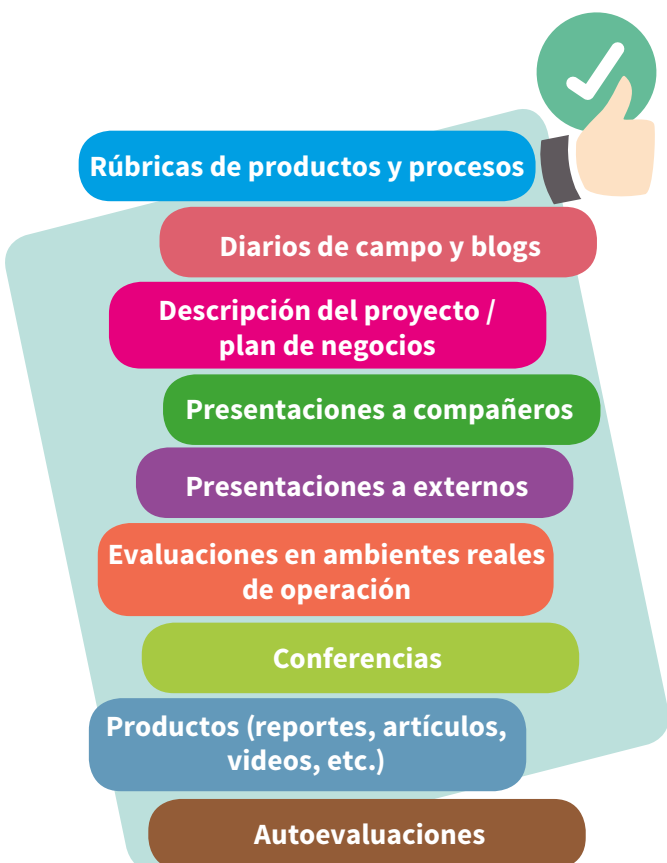 Rúbricas de productos y procesos
Diarios de campo y blogs
Descripción del proyecto /
plan de negocios
Presentaciones a compañeros
Presentaciones a externos
Evaluaciones en ambientes reales
de operación
Conferencias
Productos (reportes, artículos,
videos, etc.)
Autoevaluaciones